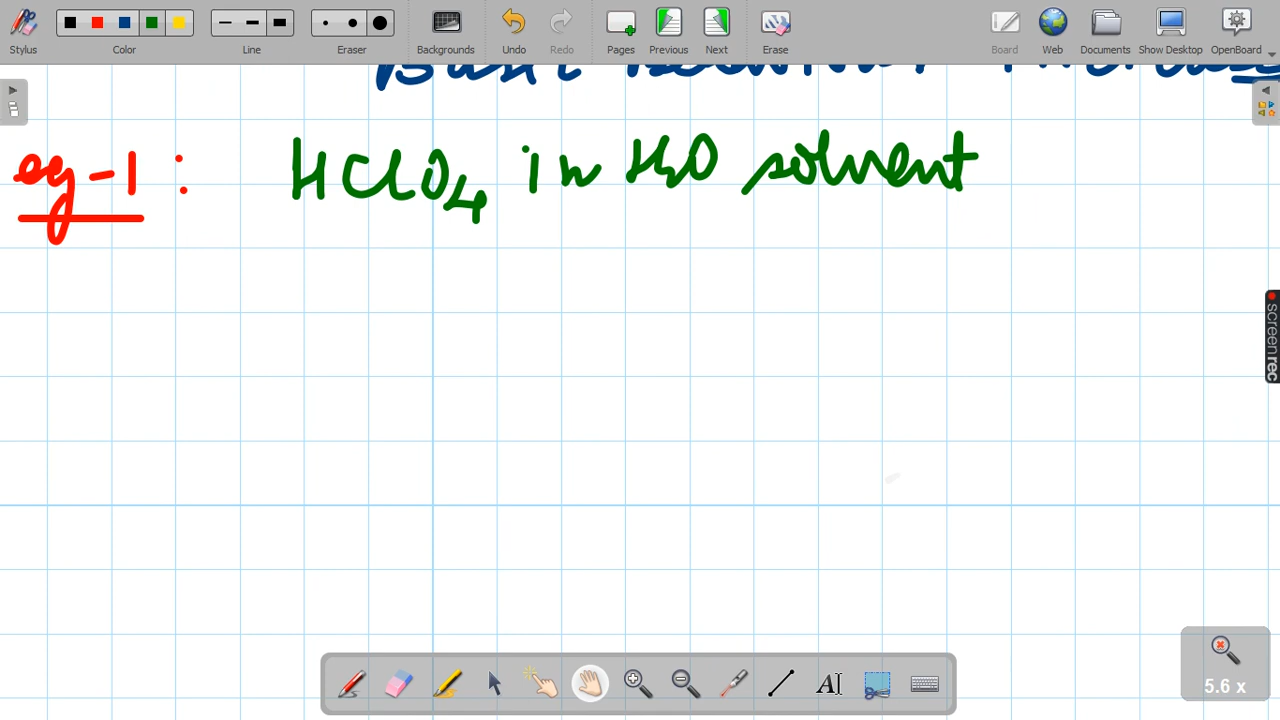 Stylus Color Line Eraser Backgrounds Undo Redo Pages Previous Next Erase Board Web Documents Show Desktop OpenBoard
eg-1 : HClO4 in H2O solvent
screenrec
5.6 x